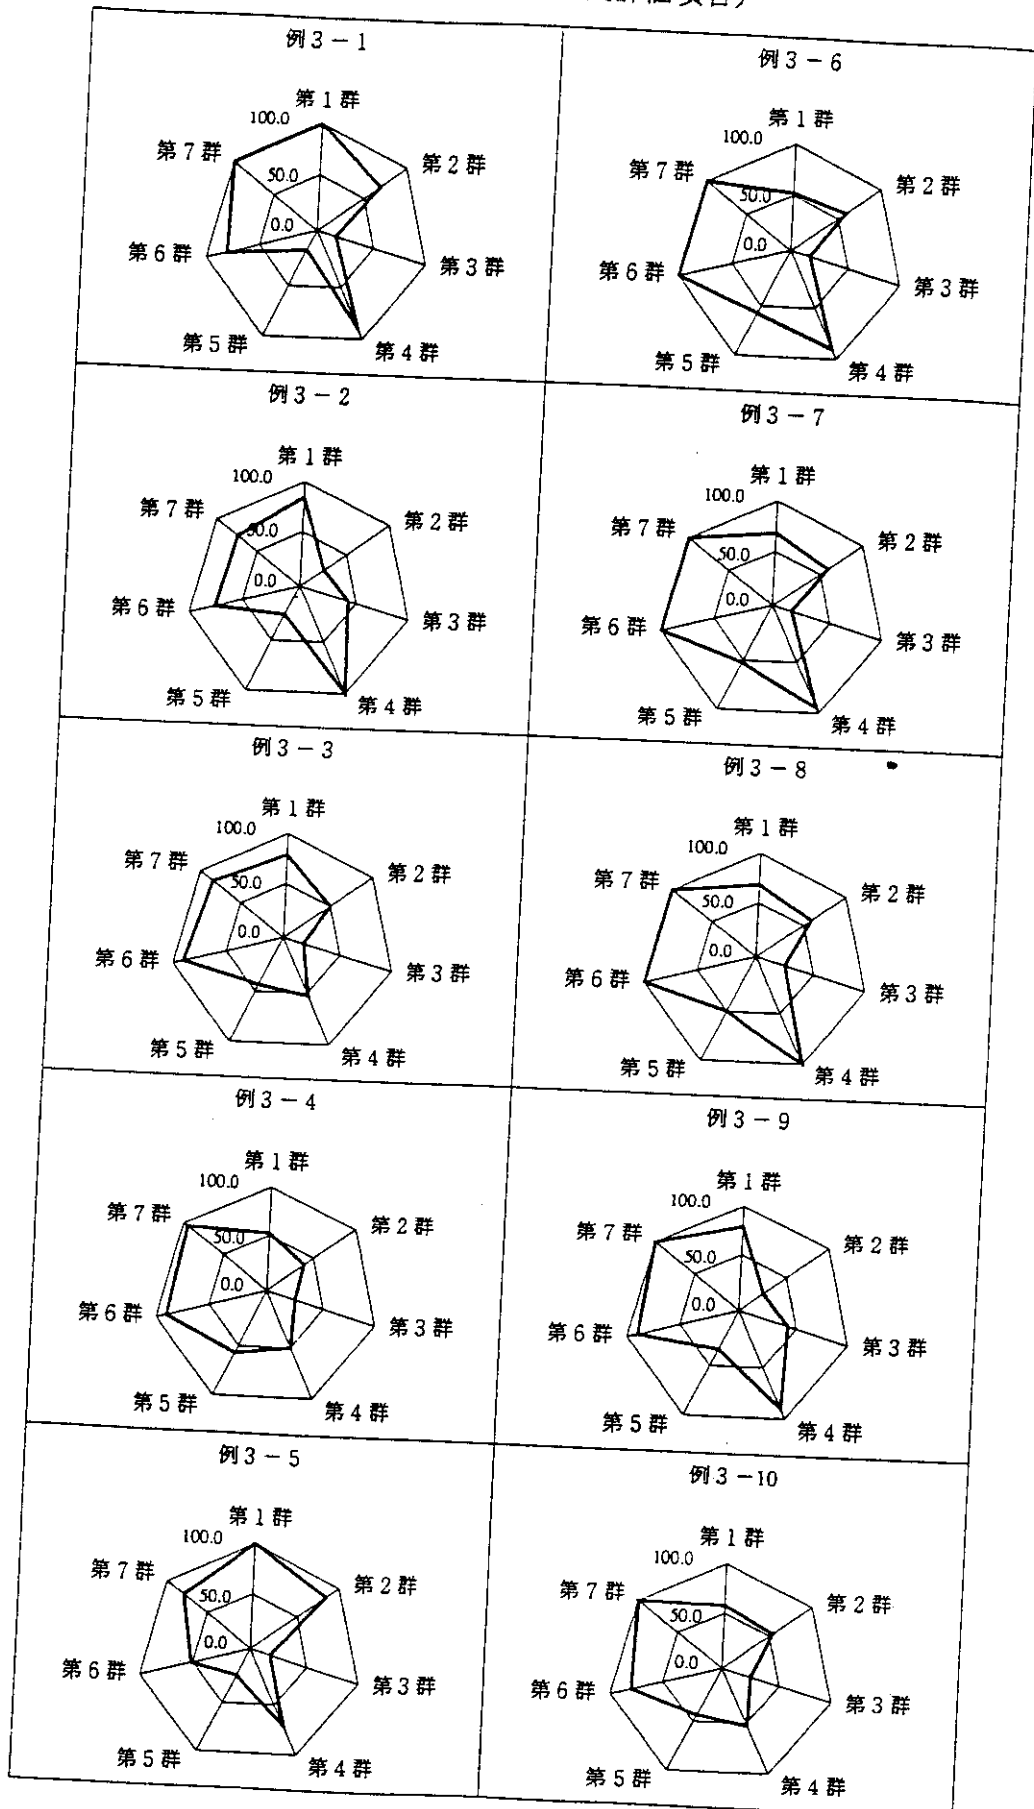 例3－1
第1群
100.0
第7群
第2群
50.0
0.0
第6群
第3群
第5群
第4群
例3－6
第1群
100.0
第7群
第2群
50.0
0.0
第6群
第3群
第5群
第4群
例3－2
第1群
100.0
第7群
第2群
50.0
0.0
第6群
第3群
第5群
第4群
例3－7
第1群
100.0
第7群
第2群
50.0
0.0
第6群
第3群
第5群
第4群
例3－3
第1群
100.0
第7群
第2群
50.0
0.0
第6群
第3群
第5群
第4群
例3－8
第1群
100.0
第7群
第2群
50.0
0.0
第6群
第3群
第5群
第4群
例3－4
第1群
100.0
第7群
第2群
50.0
0.0
第6群
第3群
第5群
第4群
例3－9
第1群
100.0
第7群
第2群
50.0
0.0
第6群
第3群
第5群
第4群
例3－5
第1群
100.0
第7群
第2群
50.0
0.0
第6群
第3群
第5群
第4群
例3－10
第1群
100.0
第7群
第2群
50.0
0.0
第6群
第3群
第5群
第4群